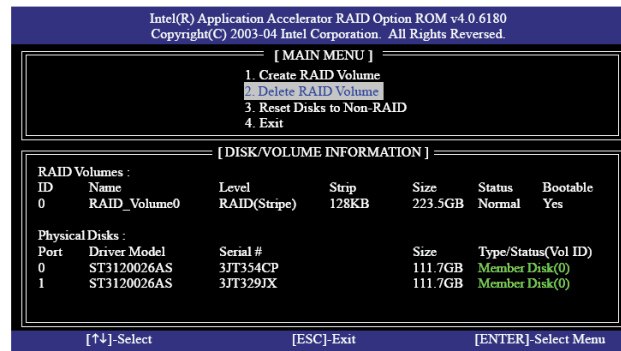 Intel(R) Application Accelerator RAID Option ROM v4.0.6180
Copyright(C) 2003-04 Intel Corporation. All Rights Reversed.
[ MAIN MENU ]
1. Create RAID Volume
2. Delete RAID Volume
3. Reset Disks to Non-RAID
4. Exit
[ DISK/VOLUME INFORMATION ]
RAID Volumes :
ID Name Level Strip Size Status Bootable
0 RAID_Volume0 RAID(Stripe) 128KB 223.5GB Normal Yes
Physical Disks :
Port Driver Model Serial # Size Type/Status(Vol ID)
0 ST3120026AS 3JT354CP 111.7GB Member Disk(0)
1 ST3120026AS 3JT329JX 111.7GB Member Disk(0)
[↑↓]-Select [ESC]-Exit [ENTER]-Select Menu